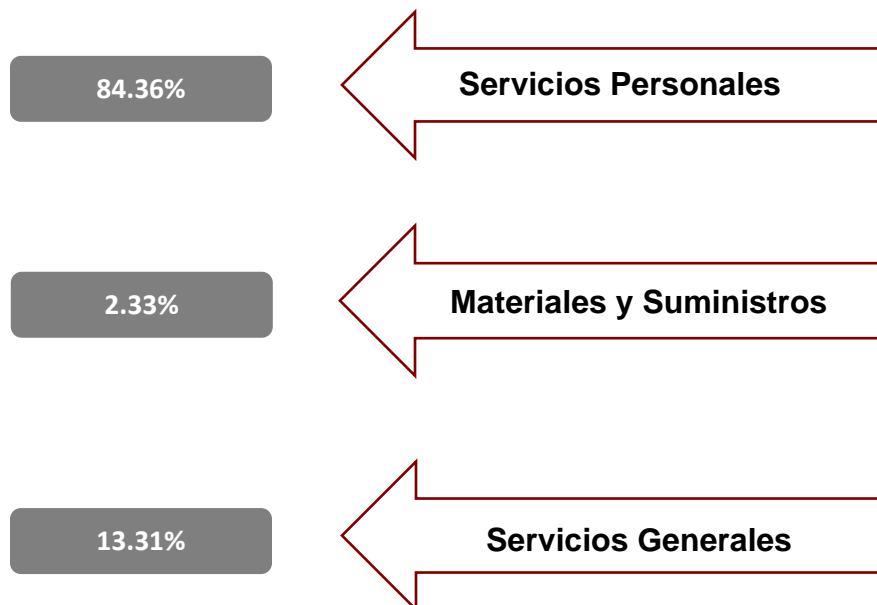 84.36%
Servicios Personales
2.33%
Materiales y Suministros
13.31%
Servicios Generales